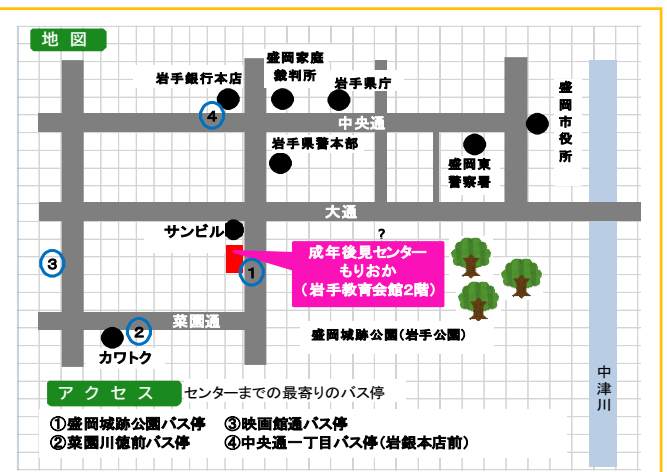 地図
盛岡家庭
裁判所
岩手銀行本店
岩手県庁
盛岡市役所
④
中央通
岩手県警本部
盛岡東
警察署
大通
サンビル
?
成年後見センター
もりおか
(岩手教育会館2階)
③
①
菜園通
②
盛岡城跡公園(岩手公園)
カワトク
中津川
アクセス センターまでの最寄りのバス停
①盛岡城跡公園バス停 ③映画館通バス停
②菜園川徳前バス停 ④中央通一丁目バス停(岩銀本店前)